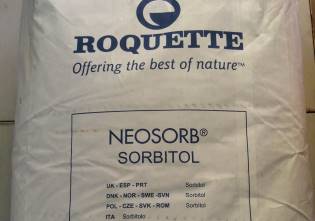 ROQUETTE
Offering the best of nature™
NEOSORB®
SORBITOL
UK - ESP - PRT Sorbitol
DNK - NOR - SWE - SVN Sorbitol
POL - CZE - SVK - ROM Sorbitol
ITA Sorbitolo